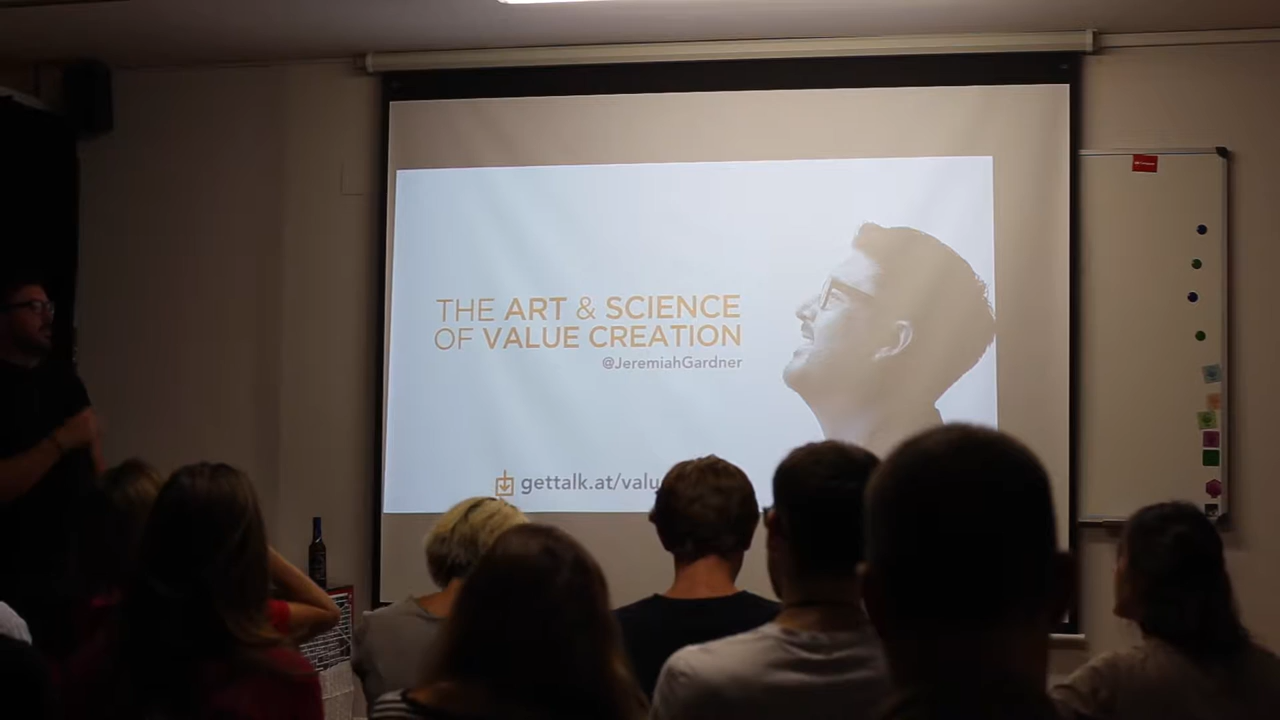 THE ART & SCIENCE
OF VALUE CREATION
@JeremiahGardner
gettalk.at/valu